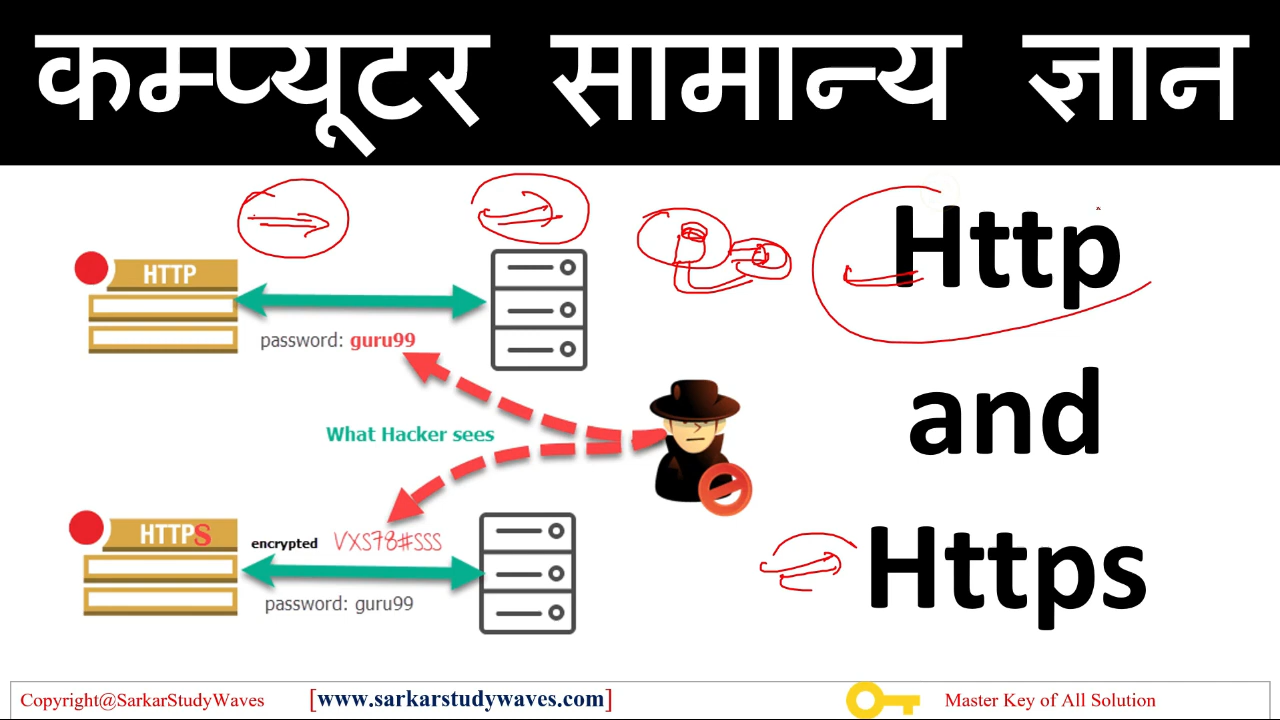 कम्प्यूटर सामान्य ज्ञान
Http
and
Https
HTTP
password: guru99
What Hacker sees
HTTPS
encrypted VXS78#SSS
password: guru99
Copyright@SarkarStudyWaves [www.sarkarstudywaves.com] Master Key of All Solution